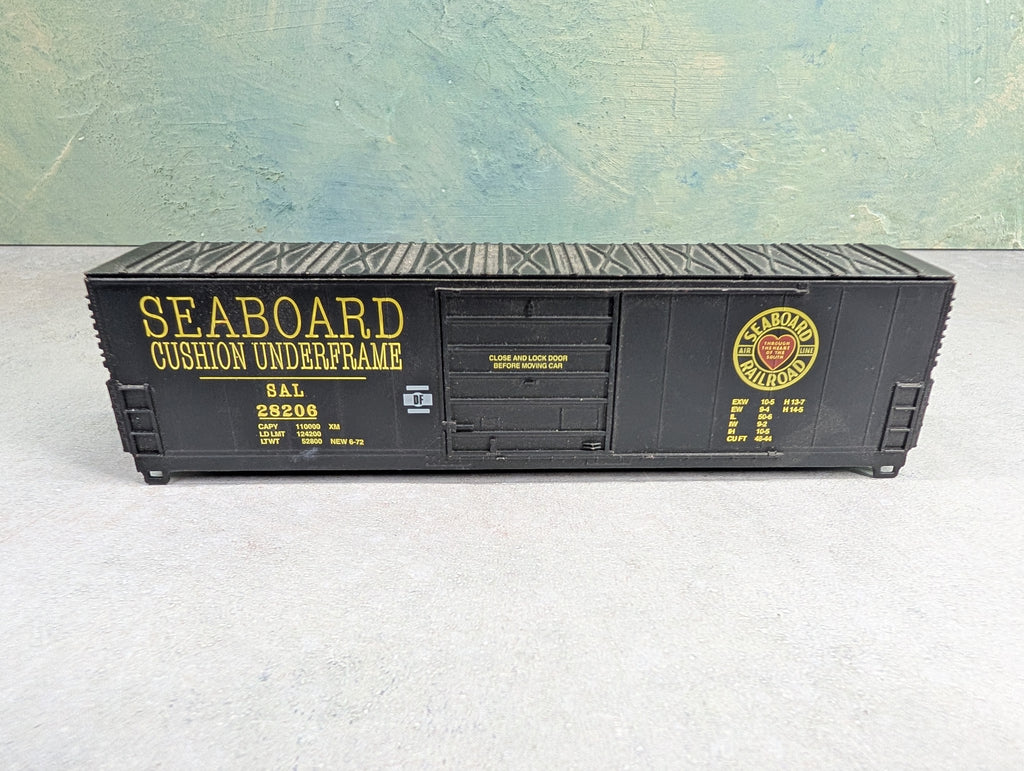 SEABOARD
CUSHION UNDERFRAME
SAL
28206
CAPY 110000 XM
LD LMT 124200
LT WT 52800 NEW 6-72
DF
CLOSE AND LOCK DOOR
BEFORE MOVING CAR
SEABOARD
AIR LINE
THROUGH
THE HEART
OF THE
SOUTH
RAILROAD
EXW 10-5 H 13-7
EW 9-4 H 14-5
IL 50-6
IW 9-2
IH 10-5
CU FT 48-44